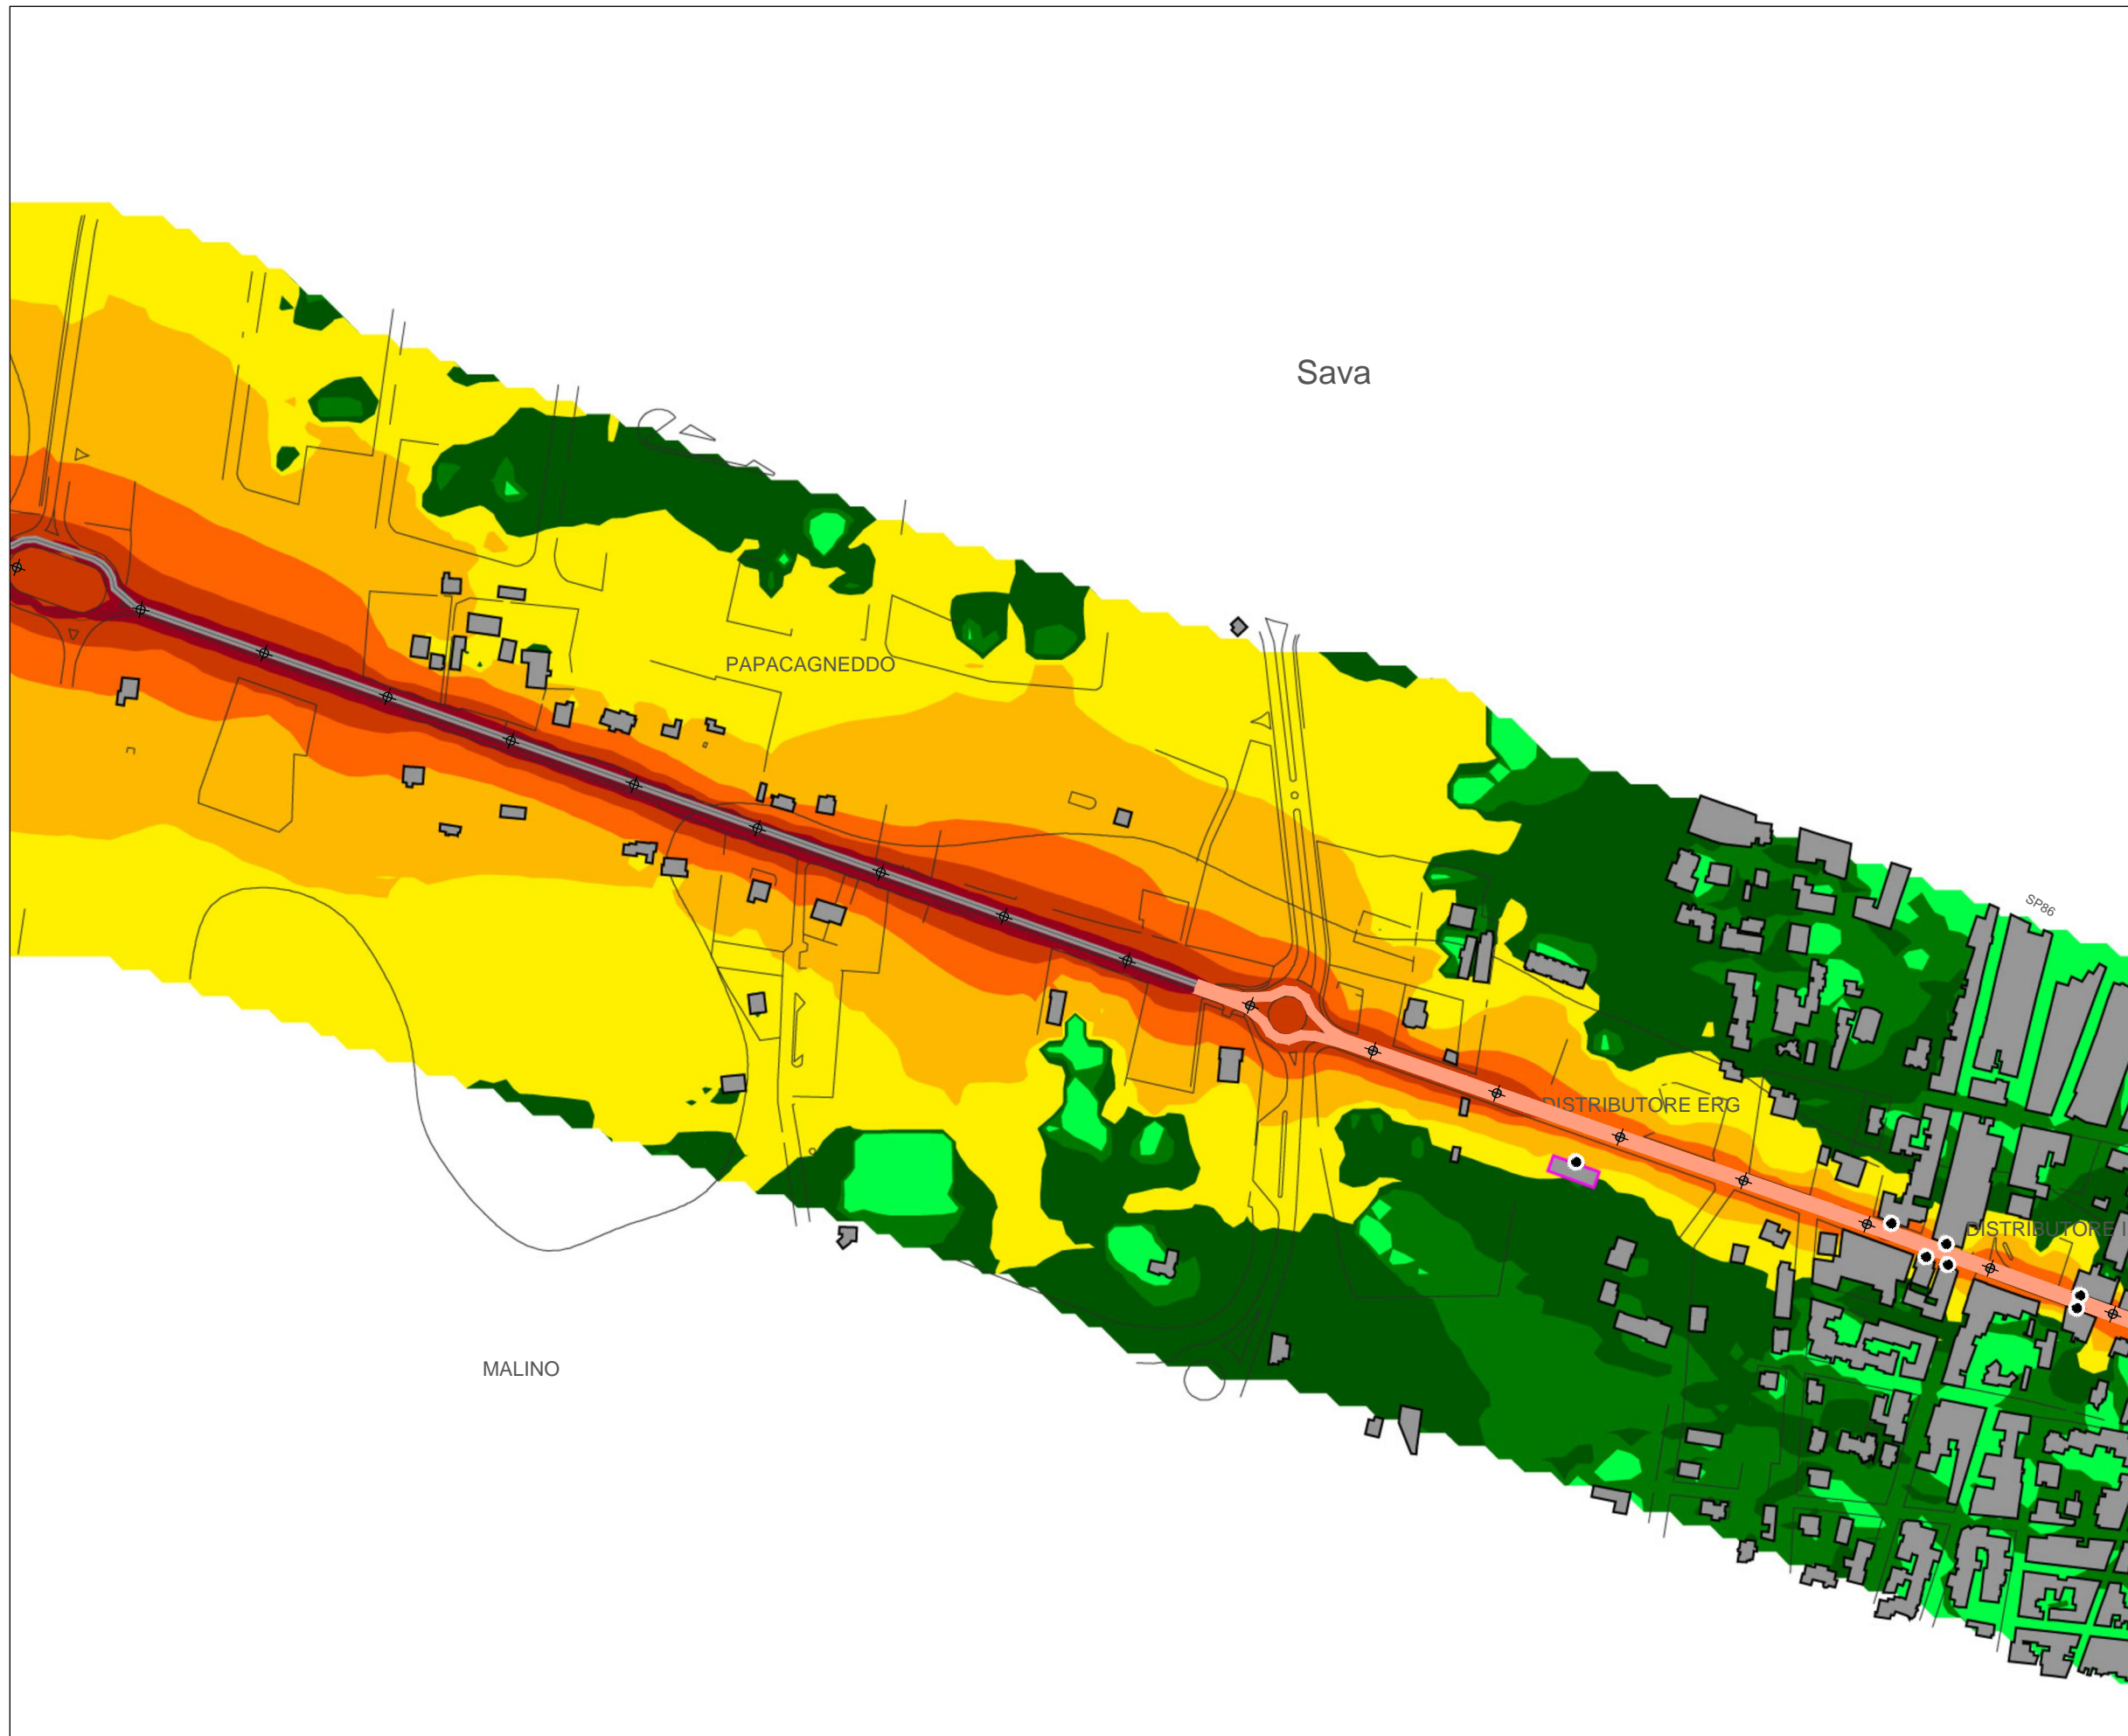 Sava
PAPACAGNEDDO
SP86
DISTRIBUTORE ERG
DISTRIBUTORE
MALINO